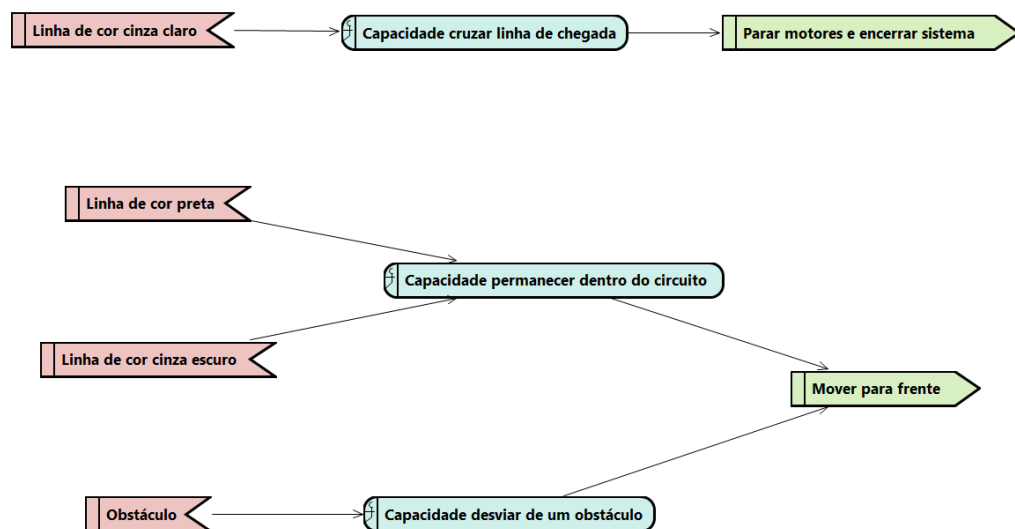 Linha de cor cinza claro
Capacidade cruzar linha de chegada
Parar motores e encerrar sistema
Linha de cor preta
Capacidade permanecer dentro do circuito
Linha de cor cinza escuro
Mover para frente
Obstáculo
Capacidade desviar de um obstáculo